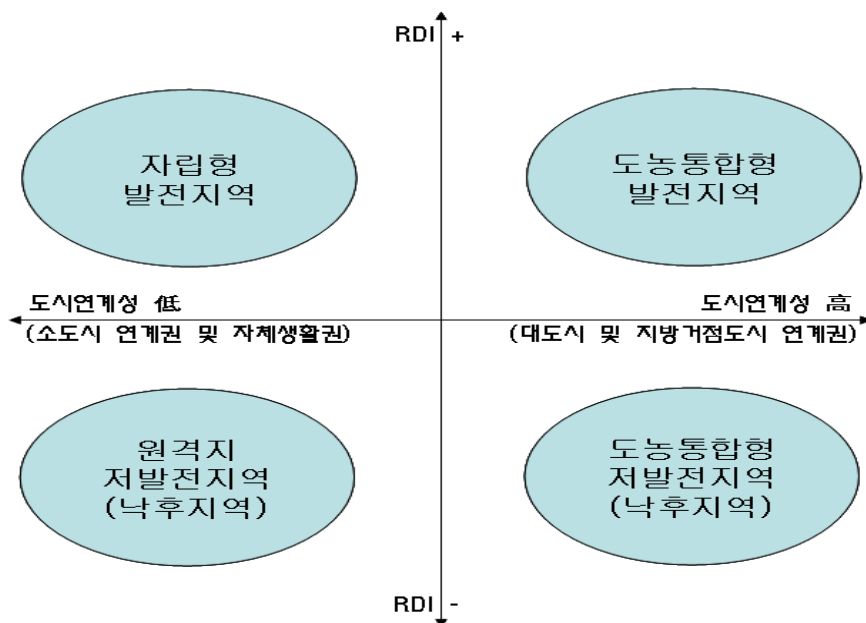 RDI +
자립형
발전지역
도농통합형
발전지역
도시연계성 低
(소도시 연계권 및 자체생활권)
도시연계성 高
(대도시 및 지방거점도시 연계권)
원격지
저발전지역
(낙후지역)
도농통합형
저발전지역
(낙후지역)
RDI -